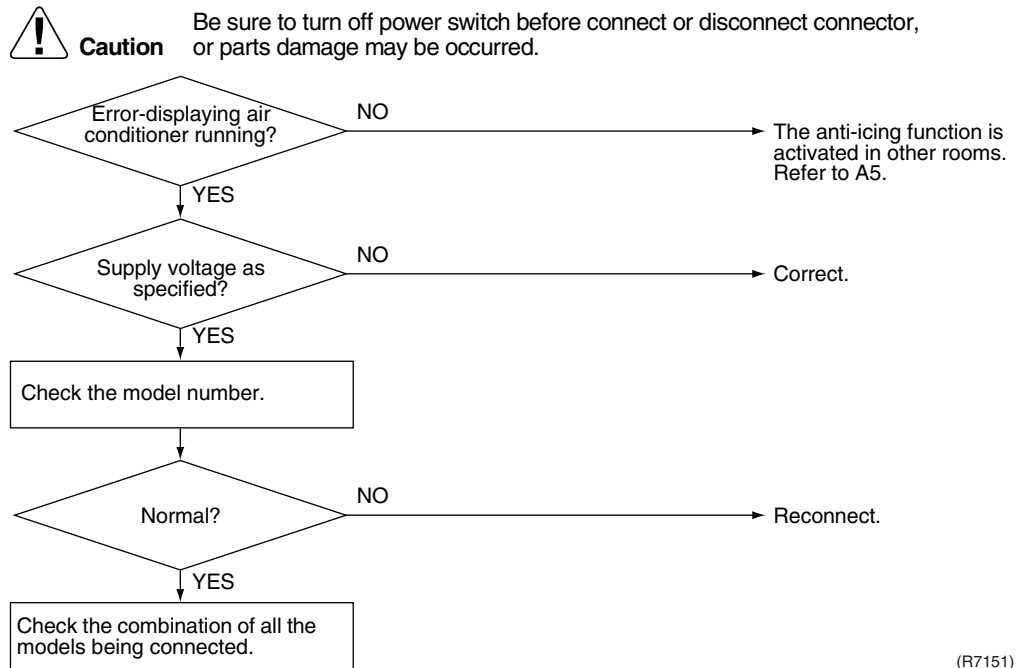 Be sure to turn off power switch before connect or disconnect connector,
Caution or parts damage may be occurred.
Error-displaying air
conditioner running?
NO
The anti-icing function is
activated in other rooms.
Refer to A5.
YES
Supply voltage as
specified?
NO
Correct.
YES
Check the model number.
Normal?
NO
Reconnect.
YES
Check the combination of all the
models being connected.
(R7151)